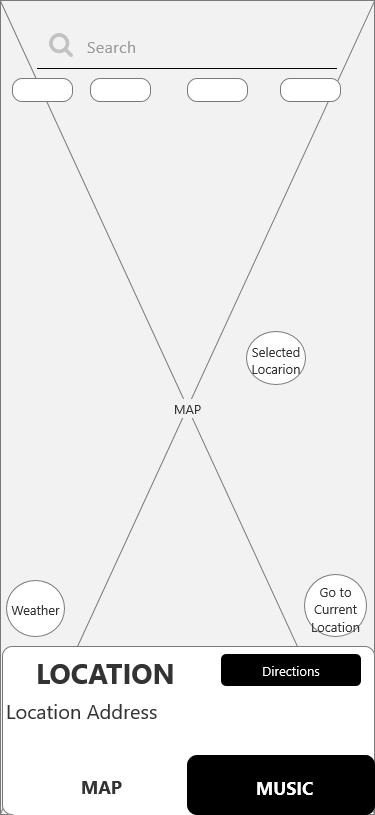 Search
Selected
Locarion
MAP
Weather
Go to
Current
Location
LOCATION
Directions
Location Address
MAP
MUSIC